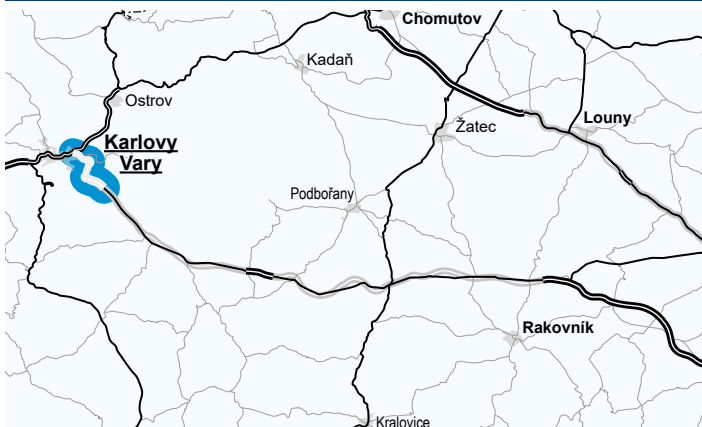 Chomutov
Kadaň
Ostrov
Louny
Žatec
Karlovy
Vary
Podbořany
Rakovník
Kralovice